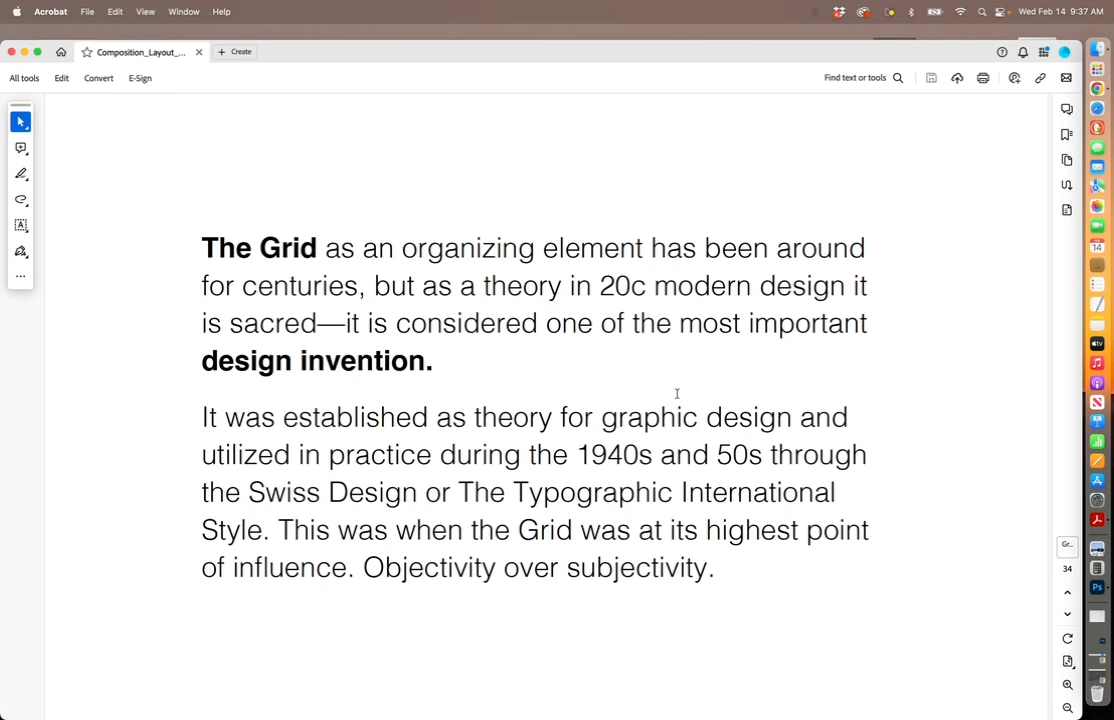 Acrobat File Edit View Window Help Wed Feb 14 9:37 AM
Composition_Layout_... Create
All tools Edit Convert E-Sign Find text or tools
The Grid as an organizing element has been around
for centuries, but as a theory in 20c modern design it
is sacred—it is considered one of the most important
design invention.
It was established as theory for graphic design and
utilized in practice during the 1940s and 50s through
the Swiss Design or The Typographic International
Style. This was when the Grid was at its highest point
of influence. Objectivity over subjectivity.
Gr...
34